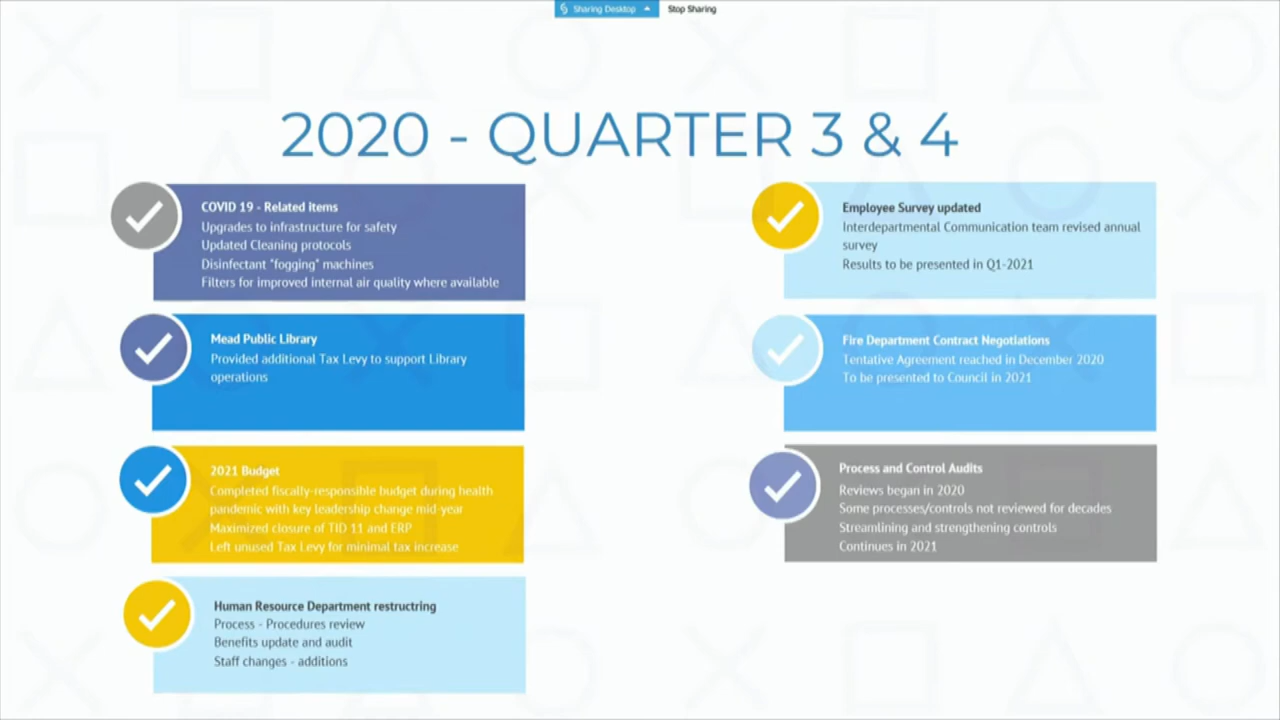 Sharing Desktop Stop Sharing
2020 - QUARTER 3 & 4
COVID 19 - Related items
Upgrades to infrastructure for safety
Updated Cleaning protocols
Disinfectant "fogging" machines
Filters for improved internal air quality where available
Mead Public Library
Provided additional Tax Levy to support Library
operations
2021 Budget
Completed fiscally-responsible budget during health
pandemic with key leadership change mid-year
Maximized closure of TID 11 and ERP
Left unused Tax Levy for minimal tax increase
Human Resource Department restructring
Process - Procedures review
Benefits update and audit
Staff changes - additions
Employee Survey updated
Interdepartmental Communication team revised annual
survey
Results to be presented in Q1-2021
Fire Department Contract Negotiations
Tentative Agreement reached in December 2020
To be presented to Council in 2021
Process and Control Audits
Reviews began in 2020
Some processes/controls not reviewed for decades
Streamlining and strengthening controls
Continues in 2021